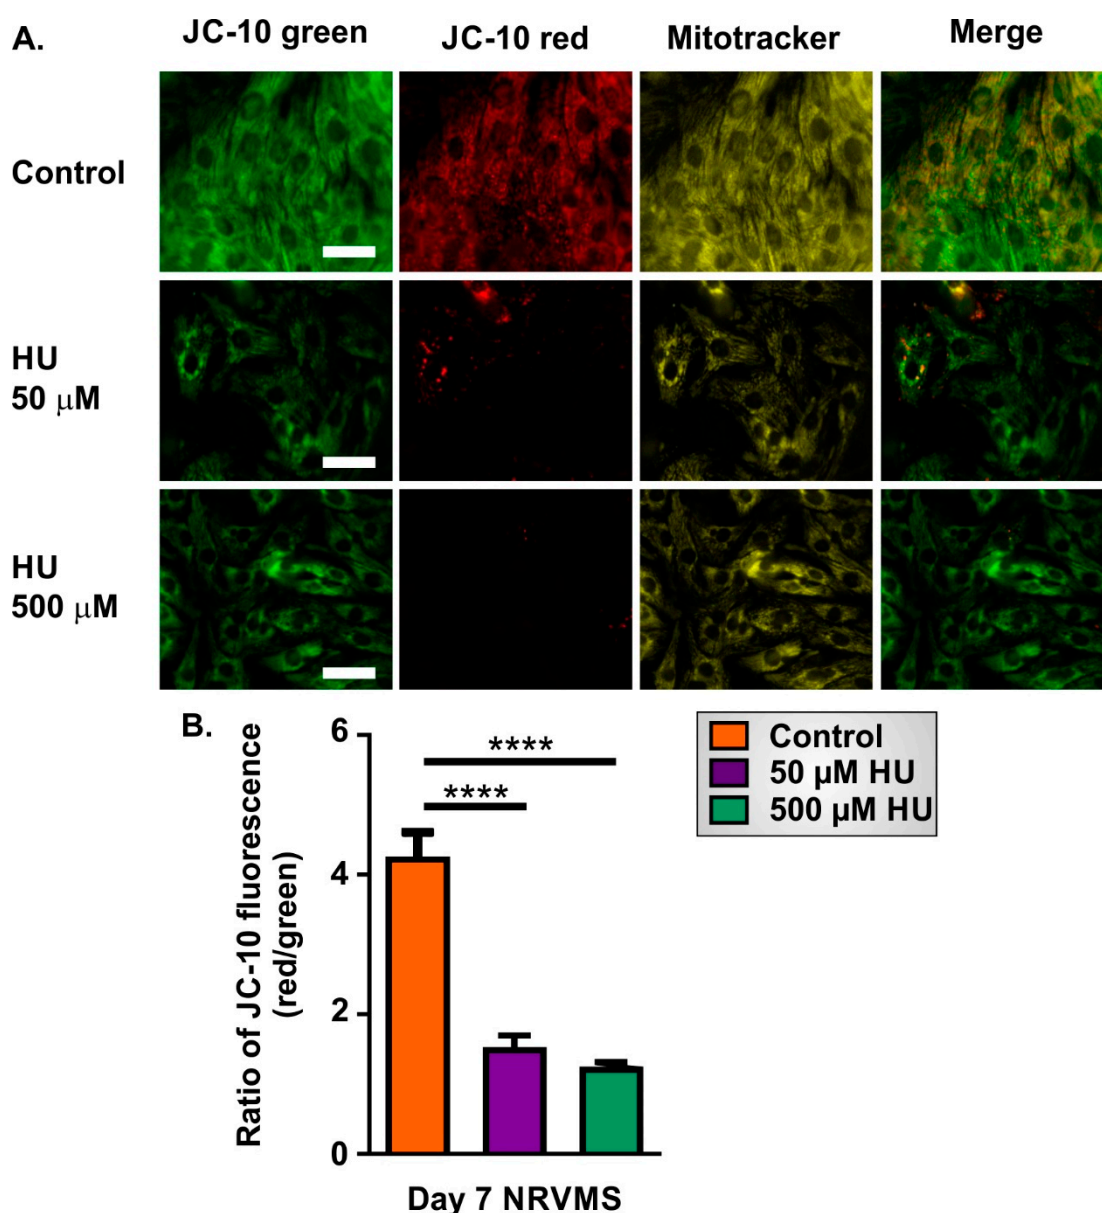 A.
JC-10 green
JC-10 red
Mitotracker
Merge
Control
HU
50 μM
HU
500 μM
B.
Ratio of JC-10 fluorescence
(red/green)
6
4
2
0
****
****
Day 7 NRVMS
Control
50 µM HU
500 µM HU